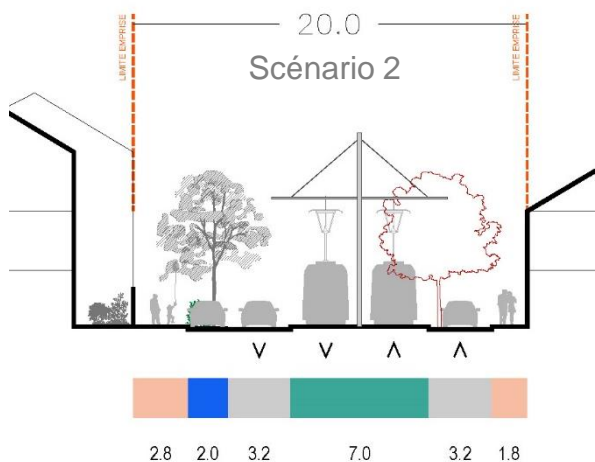 20.0
Scénario 2
LIMITE EMPRISE
LIMITE EMPRISE
2.8 2.0 3.2 7.0 3.2 1.8